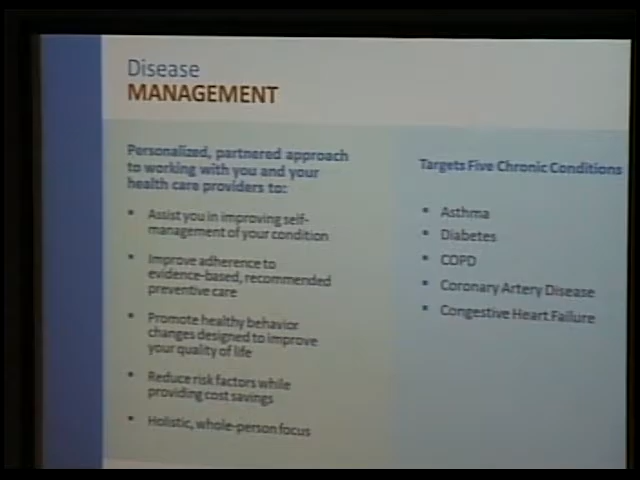 Disease
MANAGEMENT
Personalized, partnered approach
to working with you and your
health care providers to:
▪ Assist you in improving self-
management of your condition
▪ Improve adherence to
evidence-based, recommended
preventive care
▪ Promote healthy behavior
changes designed to improve
your quality of life
▪ Reduce risk factors while
providing cost savings
▪ Holistic, whole-person focus
Targets Five Chronic Conditions
▪ Asthma
▪ Diabetes
▪ COPD
▪ Coronary Artery Disease
▪ Congestive Heart Failure